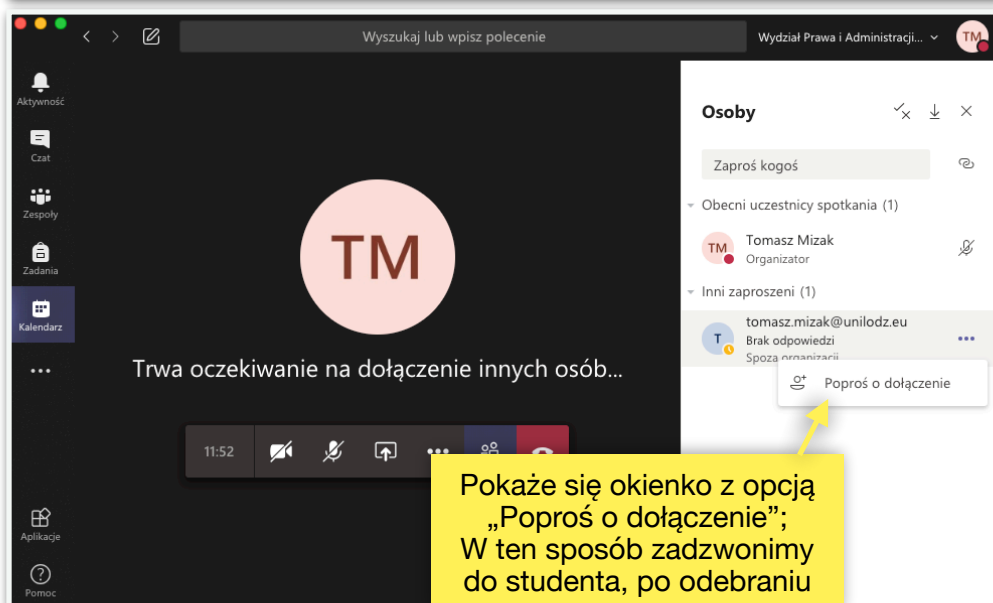 Wyszukaj lub wpisz polecenie
Wydział Prawa i Administracji...
TM
Aktywność
Czat
Zespoły
Zadania
Kalendarz
Aplikacje
Pomoc
TM
Trwa oczekiwanie na dołączenie innych osób...
11:52
Osoby
Zaproś kogoś
Obecni uczestnicy spotkania (1)
TM
Tomasz Mizak
Organizator
Inni zaproszeni (1)
T
tomasz.mizak@unilodz.eu
Brak odpowiedzi
Spoza organizacji
Poproś o dołączenie
Pokaże się okienko z opcją
„Poproś o dołączenie”;
W ten sposób zadzwonimy
do studenta, po odebraniu